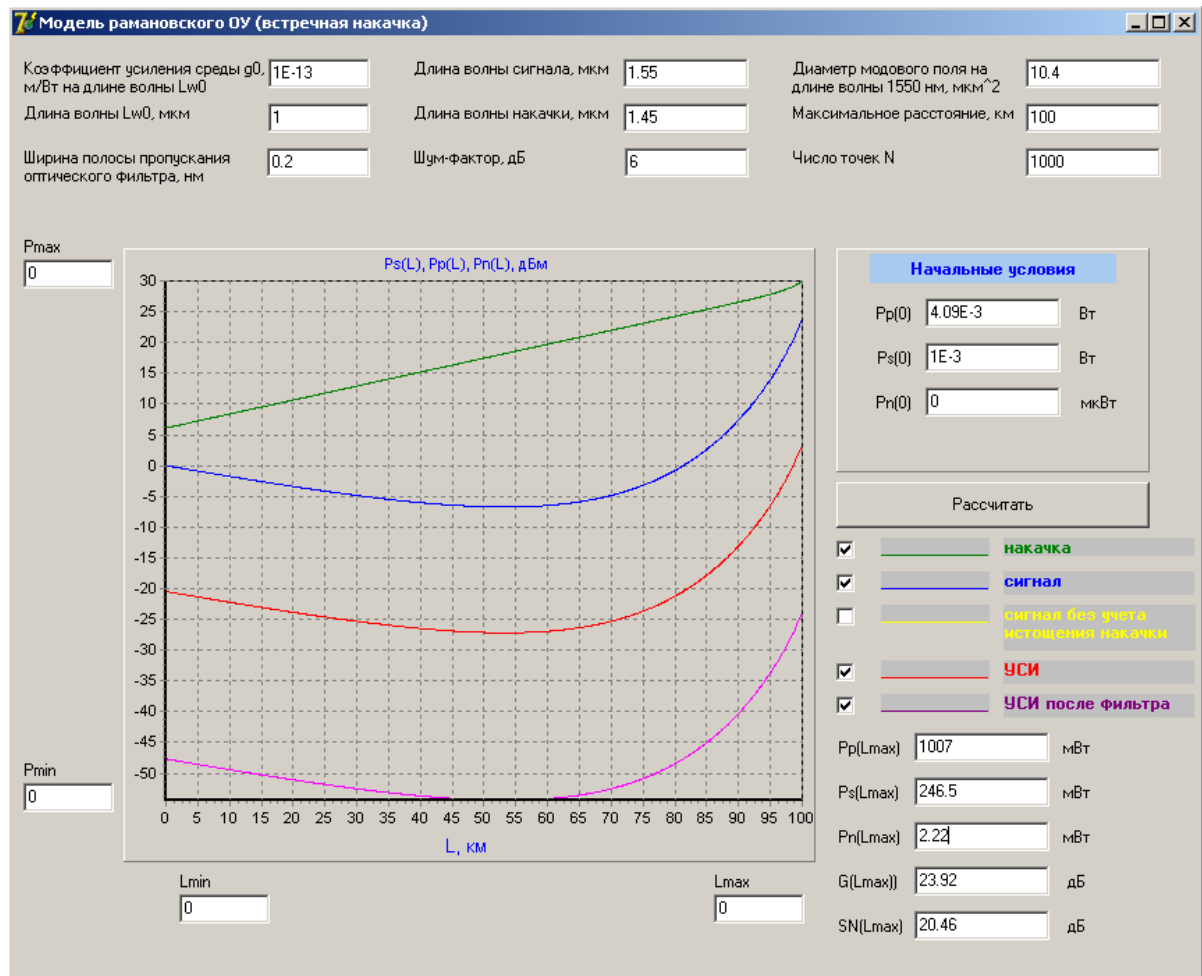 Модель рамановского ОУ (встречная накачка)
Коэффициент усиления среды g0,
м/Вт на длине волны Lw0
1E-13
Длина волны сигнала, мкм
1.55
Диаметр модового поля на
длине волны 1550 нм, мкм^2
10.4
Длина волны Lw0, мкм
1
Длина волны накачки, мкм
1.45
Максимальное расстояние, км
100
Ширина полосы пропускания
оптического фильтра, нм
0.2
Шум-фактор, дБ
6
Число точек N
1000
Pmax
0
Ps(L), Pp(L), Pn(L), дБм
30
25
20
15
10
5
0
-5
-10
-15
-20
-25
-30
-35
-40
-45
-50
0 5 10 15 20 25 30 35 40 45 50 55 60 65 70 75 80 85 90 95 100
L, км
Pmin
0
Lmin
0
Lmax
0
Начальные условия
Pp(0) 4.09E-3 Вт
Ps(0) 1E-3 Вт
Pn(0) 0 мкВт
Рассчитать
накачка
сигнал
сигнал без учета
истощения накачки
УСИ
УСИ после фильтра
Pp(Lmax) 1007 мВт
Ps(Lmax) 246.5 мВт
Pn(Lmax) 2.22 мВт
G(Lmax)) 23.92 дБ
SN(Lmax) 20.46 дБ